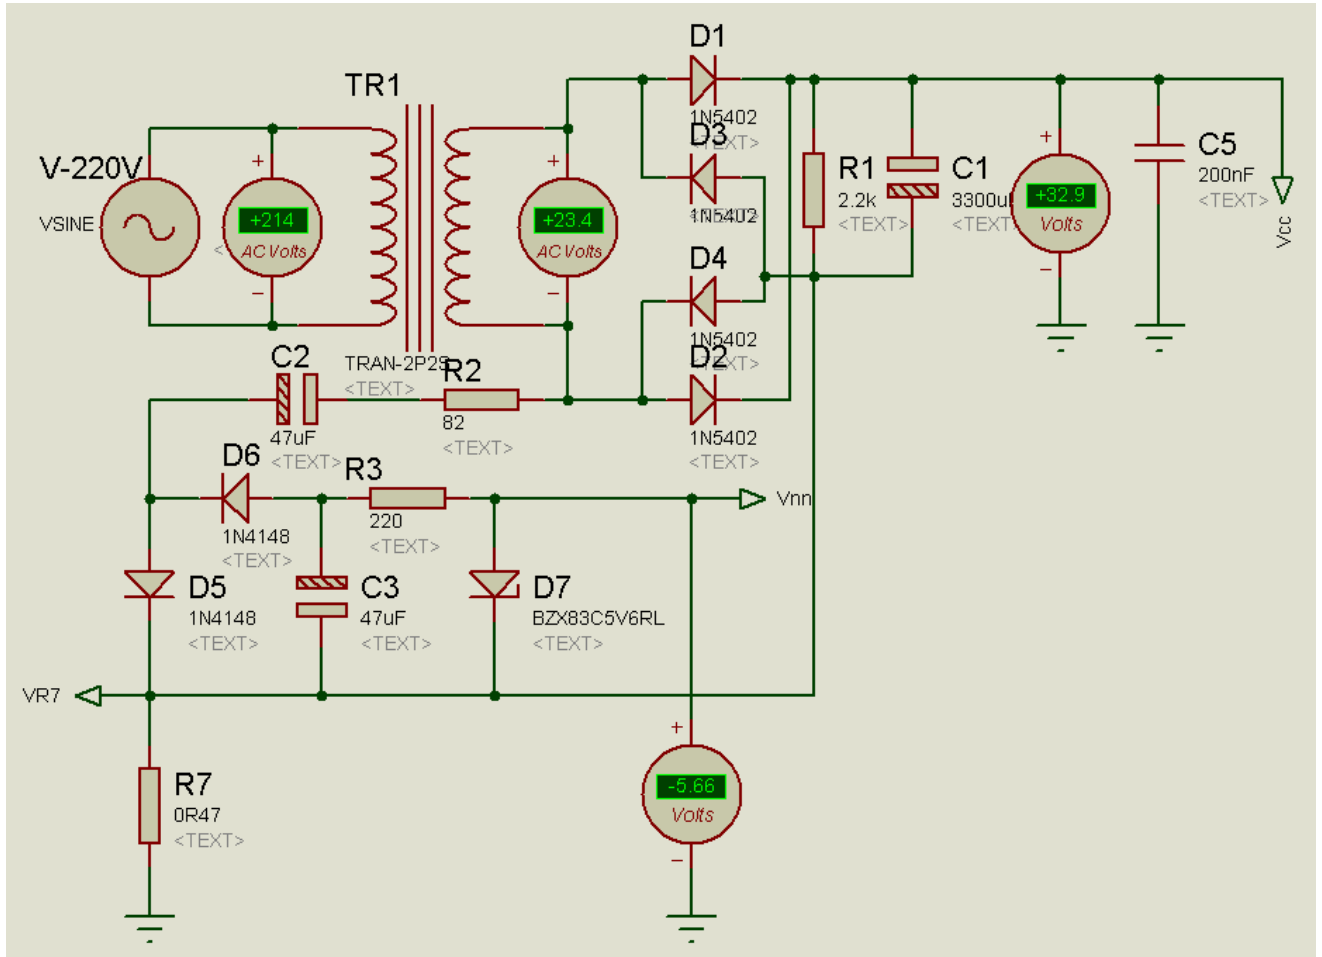 D1
1N5402
<TEXT>
TR1
D3
1N5402
<TEXT>
V-220V
VSINE
+
+214
AC Volts
−
<
+
+23.4
AC Volts
−
R1
2.2k
<TEXT>
C1
3300u
<TEXT>
+
+32.9
Volts
−
C5
200nF
<TEXT>
Vcc
D4
1N5402
<TEXT>
TRAN-2P2S
<TEXT>
D2
1N5402
<TEXT>
C2
47uF
<TEXT>
R2
82
<TEXT>
D6
1N4148
<TEXT>
R3
220
<TEXT>
Vnn
D5
1N4148
<TEXT>
C3
47uF
<TEXT>
D7
BZX83C5V6RL
<TEXT>
VR7
R7
0R47
<TEXT>
+
-5.66
Volts
−